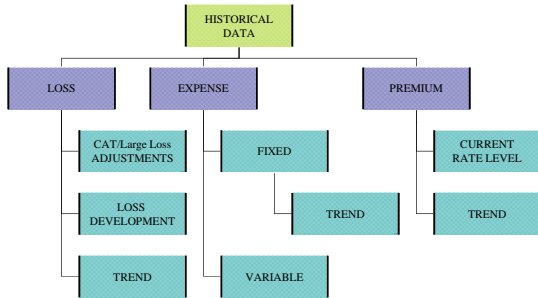 HISTORICAL
DATA
LOSS
EXPENSE
PREMIUM
CAT/Large Loss
ADJUSTMENTS
FIXED
CURRENT
RATE LEVEL
LOSS
DEVELOPMENT
TREND
TREND
TREND
VARIABLE